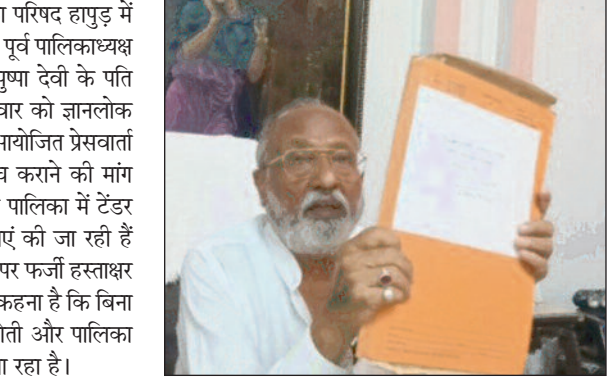 परिषद हापुड़ में
पूर्व पालिकाध्यक्ष
पुष्पा देवी के पति
को ज्ञानलोक
आयोजित प्रेसवार्ता
कराने की मांग
पालिका में टेंडर
की जा रही हैं
पर फर्जी हस्ताक्षर
कहना है कि बिना
और पालिका
रहा है।